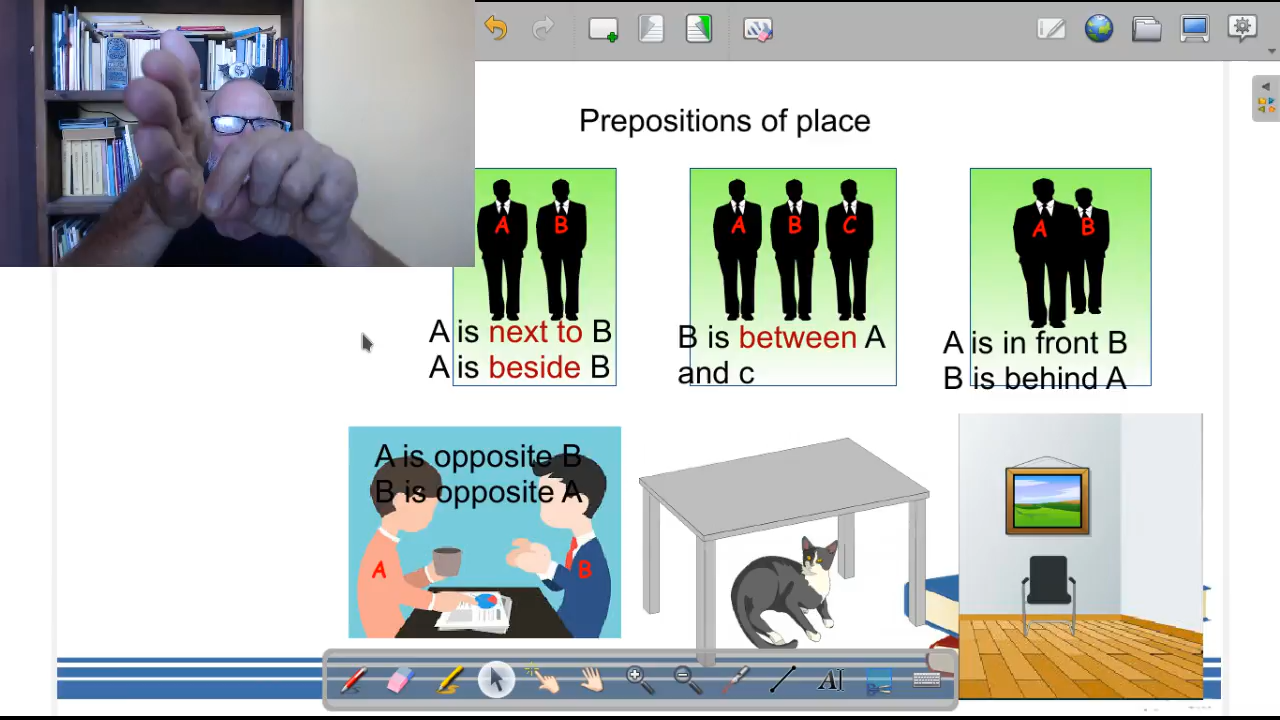 Prepositions of place
A B
A is next to B
A is beside B
A B C
B is between A
and c
A B
A is in front B
B is behind A
A is opposite B
B is opposite A
A B
AI